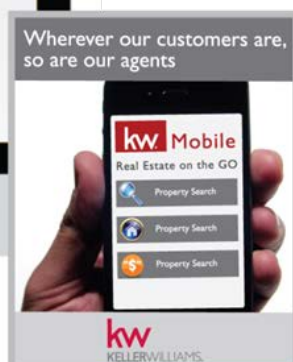 Wherever our customers are,
so are our agents
kw Mobile
Real Estate on the GO
Property Search
Property Search
"$" Property Search
kw
KELLERWILLIAMS.